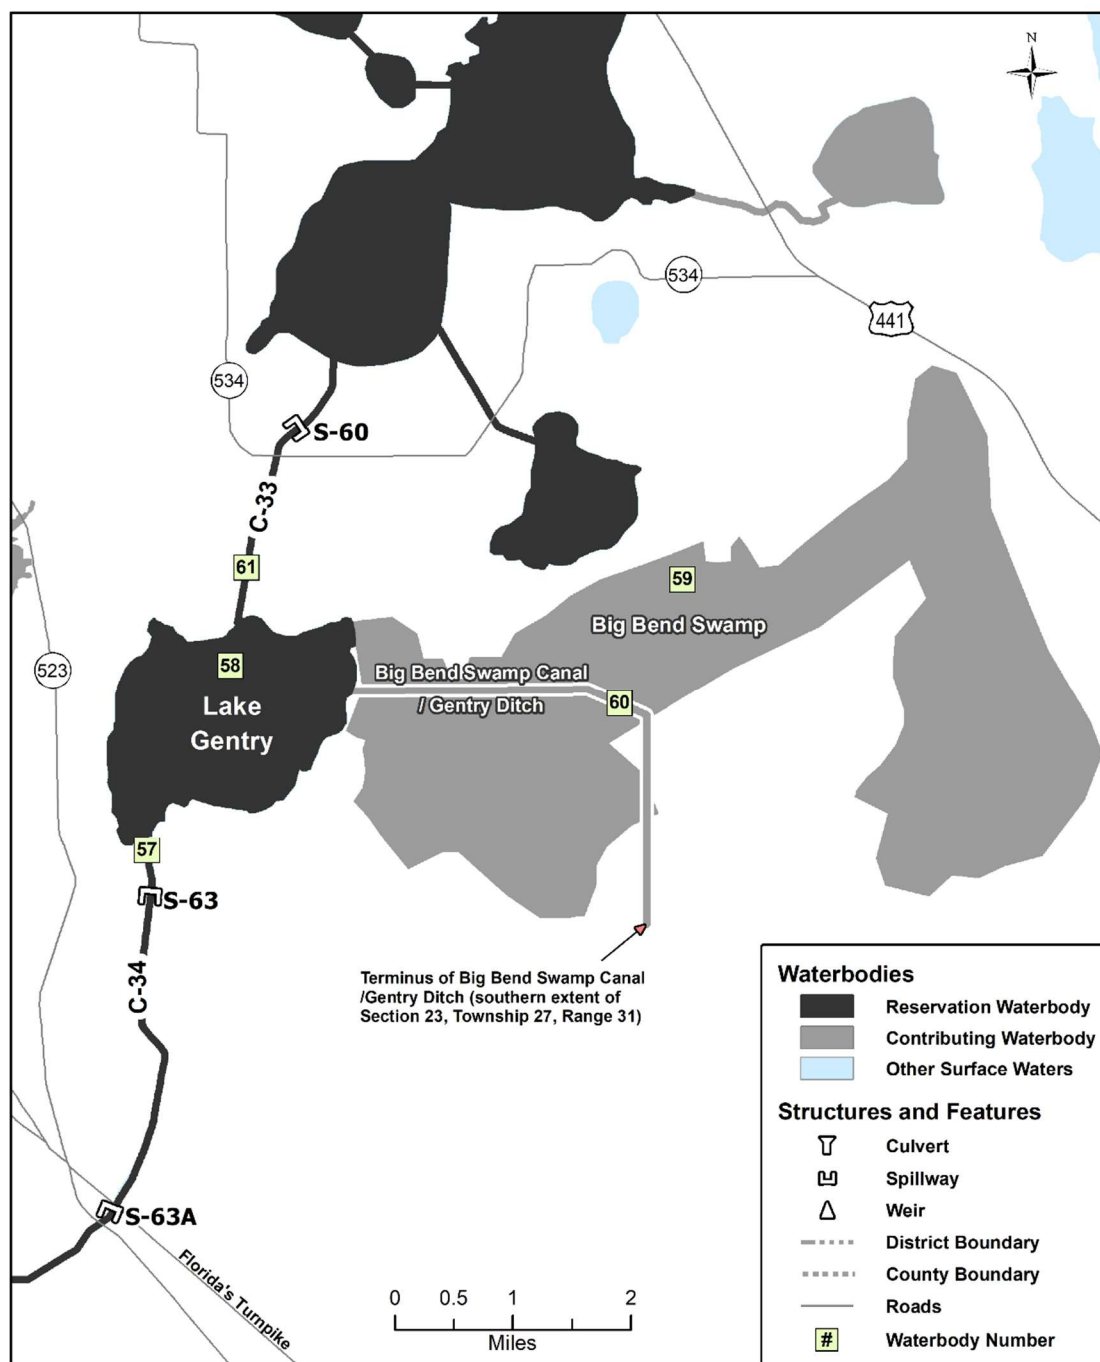 N
534
441
534
S-60
C-33
61
59
Big Bend Swamp
523
58
Lake
Gentry
Big Bend Swamp Canal
/ Gentry Ditch
60
57
S-63
C-34
Terminus of Big Bend Swamp Canal
/Gentry Ditch (southern extent of
Section 23, Township 27, Range 31)
S-63A
Florida's Turnpike
0 0.5 1 2
Miles
Waterbodies
Reservation Waterbody
Contributing Waterbody
Other Surface Waters
Structures and Features
Culvert
Spillway
Weir
District Boundary
County Boundary
Roads
# Waterbody Number